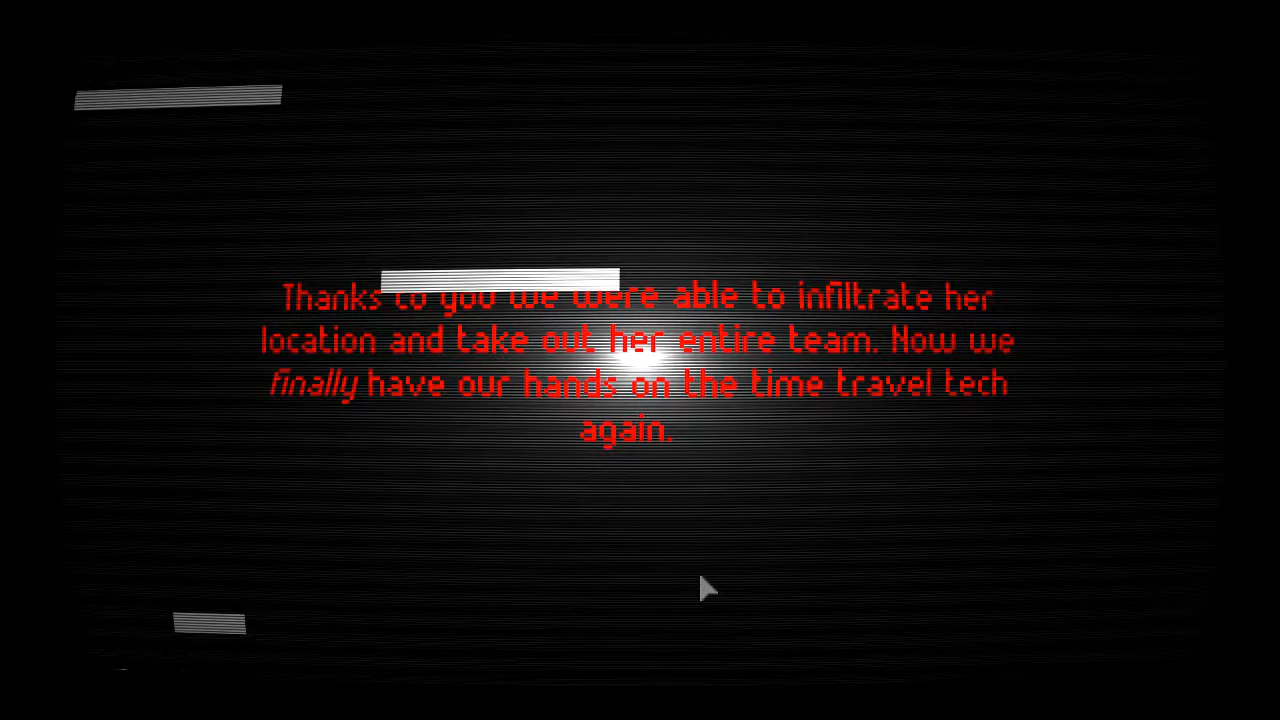 Thanks to you we were able to infiltrate her
location and take out her entire team. Now we
finally have our hands on the time travel tech
again.